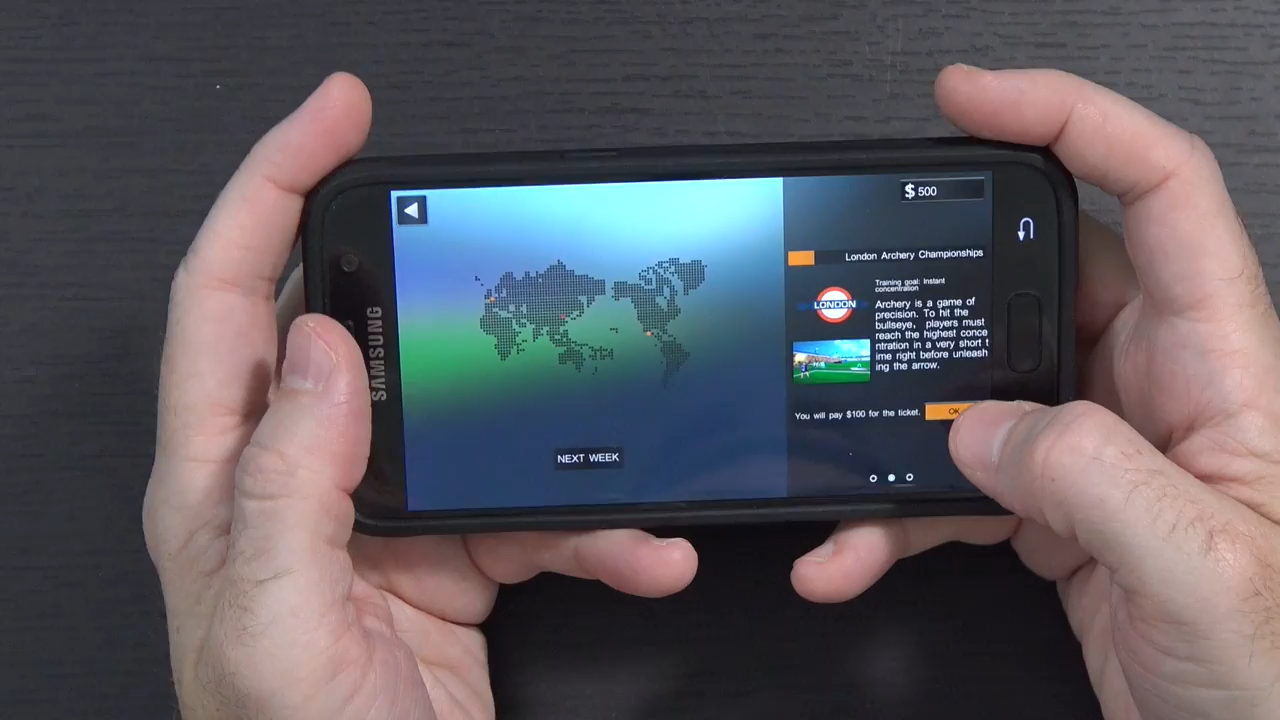 SAMSUNG
$ 500
London Archery Championships
Training goal: Instant
concentration
LONDON
Archery is a game of
precision. To hit the
bullseye, players must
reach the highest conce
ntration in a very short t
ime right before unleash
ing the arrow.
You will pay $100 for the ticket.
OK
NEXT WEEK